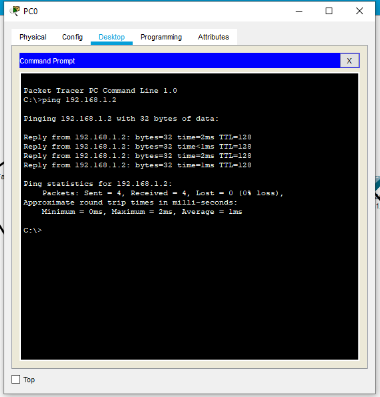 PC0
Physical Config Desktop Programming Attributes
Command Prompt X
Packet Tracer PC Command Line 1.0
C:\>ping 192.168.1.2
Pinging 192.168.1.2 with 32 bytes of data:
Reply from 192.168.1.2: bytes=32 time=2ms TTL=128
Reply from 192.168.1.2: bytes=32 time<1ms TTL=128
Reply from 192.168.1.2: bytes=32 time=2ms TTL=128
Reply from 192.168.1.2: bytes=32 time=1ms TTL=128
Ping statistics for 192.168.1.2:
Packets: Sent = 4, Received = 4, Lost = 0 (0% loss),
Approximate round trip times in milli-seconds:
Minimum = 0ms, Maximum = 2ms, Average = 1ms
C:\>
Top